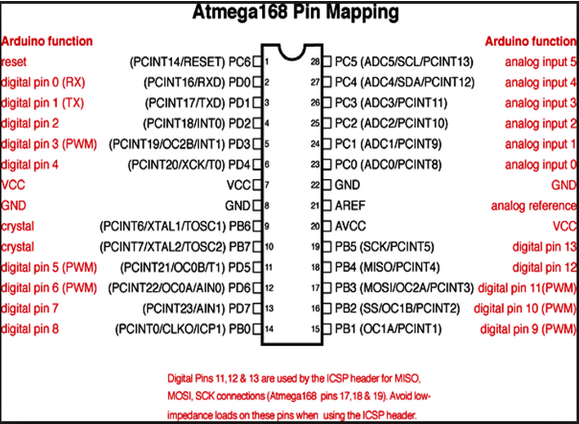 Atmega168 Pin Mapping
Arduino function Arduino function
reset (PCINT14/RESET) PC6 1 28 PC5 (ADC5/SCL/PCINT13) analog input 5
digital pin 0 (RX) (PCINT16/RXD) PD0 2 27 PC4 (ADC4/SDA/PCINT12) analog input 4
digital pin 1 (TX) (PCINT17/TXD) PD1 3 26 PC3 (ADC3/PCINT11) analog input 3
digital pin 2 (PCINT18/INT0) PD2 4 25 PC2 (ADC2/PCINT10) analog input 2
digital pin 3 (PWM) (PCINT19/OC2B/INT1) PD3 5 24 PC1 (ADC1/PCINT9) analog input 1
digital pin 4 (PCINT20/XCK/T0) PD4 6 23 PC0 (ADC0/PCINT8) analog input 0
VCC VCC 7 22 GND GND
GND GND 8 21 AREF analog reference
crystal (PCINT6/XTAL1/TOSC1) PB6 9 20 AVCC VCC
crystal (PCINT7/XTAL2/TOSC2) PB7 10 19 PB5 (SCK/PCINT5) digital pin 13
digital pin 5 (PWM) (PCINT21/OC0B/T1) PD5 11 18 PB4 (MISO/PCINT4) digital pin 12
digital pin 6 (PWM) (PCINT22/OC0A/AIN0) PD6 12 17 PB3 (MOSI/OC2A/PCINT3) digital pin 11(PWM)
digital pin 7 (PCINT23/AIN1) PD7 13 16 PB2 (SS/OC1B/PCINT2) digital pin 10 (PWM)
digital pin 8 (PCINT0/CLKO/ICP1) PB0 14 15 PB1 (OC1A/PCINT1) digital pin 9 (PWM)
Digital Pins 11,12 & 13 are used by the ICSP header for MISO,
MOSI, SCK connections (Atmega168 pins 17,18 & 19). Avoid low-
impedance loads on these pins when using the ICSP header.